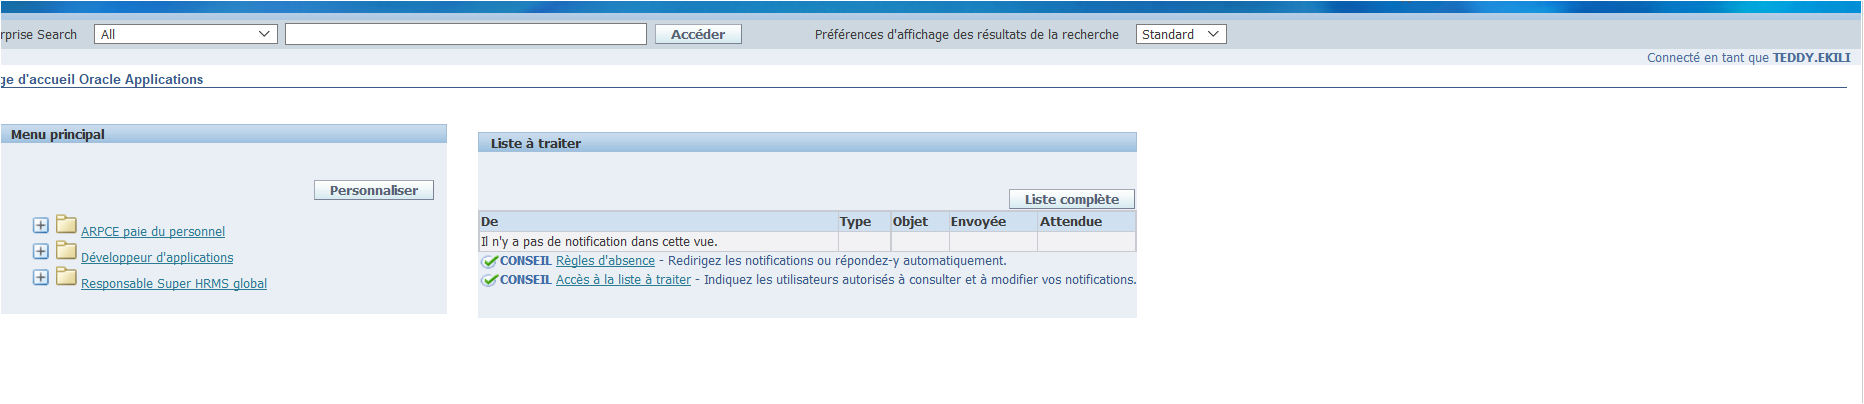 rprise Search All Accéder Préférences d'affichage des résultats de la recherche Standard
Connecté en tant que TEDDY.EKILI
ge d'accueil Oracle Applications
Menu principal
Personnaliser
ARPCE paie du personnel
Développeur d'applications
Responsable Super HRMS global
Liste à traiter
Liste complète
De Type Objet Envoyée Attendue
Il n'y a pas de notification dans cette vue.
CONSEIL Règles d'absence - Redirigez les notifications ou répondez-y automatiquement.
CONSEIL Accès à la liste à traiter - Indiquez les utilisateurs autorisés à consulter et à modifier vos notifications.